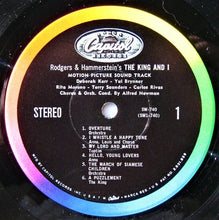 Capitol
RECORDS
Rodgers & Hammerstein's THE KING AND I
MOTION PICTURE SOUND TRACK
Deborah Kerr - Yul Brynner
Rita Moreno - Terry Saunders - Carlos Rivas
Chorus & Orch. Cond. By Alfred Newman
SW-740
(SW1-740)
STEREO
1
1. OVERTURE
Orchestra
2. I WHISTLE A HAPPY TUNE
Anna, Louis and Chorus
3. MY LORD AND MASTER
Tuptim
4. HELLO, YOUNG LOVERS
Anna
5. THE MARCH OF SIAMESE
CHILDREN
Orchestra
6. A PUZZLEMENT
The King